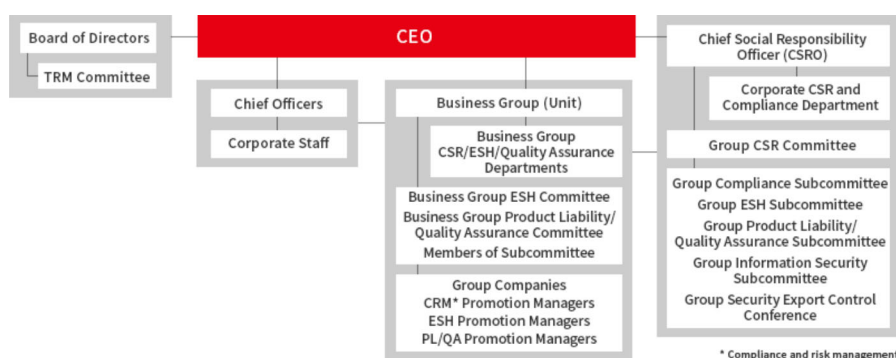 CEO
Board of Directors
TRM Committee
Chief Officers
Corporate Staff
Business Group (Unit)
Business Group
CSR/ESH/Quality Assurance
Departments
Business Group ESH Committee
Business Group Product Liability/
Quality Assurance Committee
Members of Subcommittee
Group Companies
CRM* Promotion Managers
ESH Promotion Managers
PL/QA Promotion Managers
Chief Social Responsibility
Officer (CSRO)
Corporate CSR and
Compliance Department
Group CSR Committee
Group Compliance Subcommittee
Group ESH Subcommittee
Group Product Liability/
Quality Assurance Subcommittee
Group Information Security
Subcommittee
Group Security Export Control
Conference
* Compliance and risk management